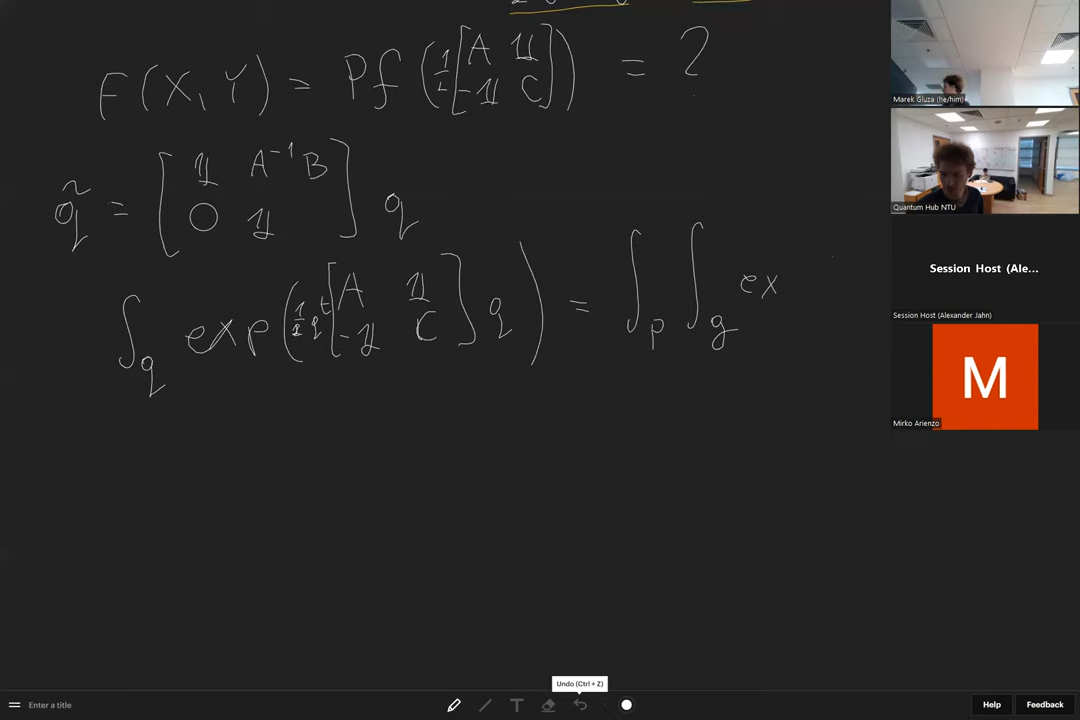 F(X, Y) = Pf(1/2 [A 𝟙; -𝟙 C]) = ?
q̃ = [𝟙 A⁻¹B; 0 𝟙] q
∫_q exp(1/2 qᵗ [A 𝟙; -𝟙 C] q) = ∫_p ∫_q ex
Marek Gluza (he/him)
Quantum Hub NTU
Session Host (Ale...
Session Host (Alexander Jahn)
M
Mirko Arienzo
Undo (Ctrl + Z)
Enter a title
Help
Feedback